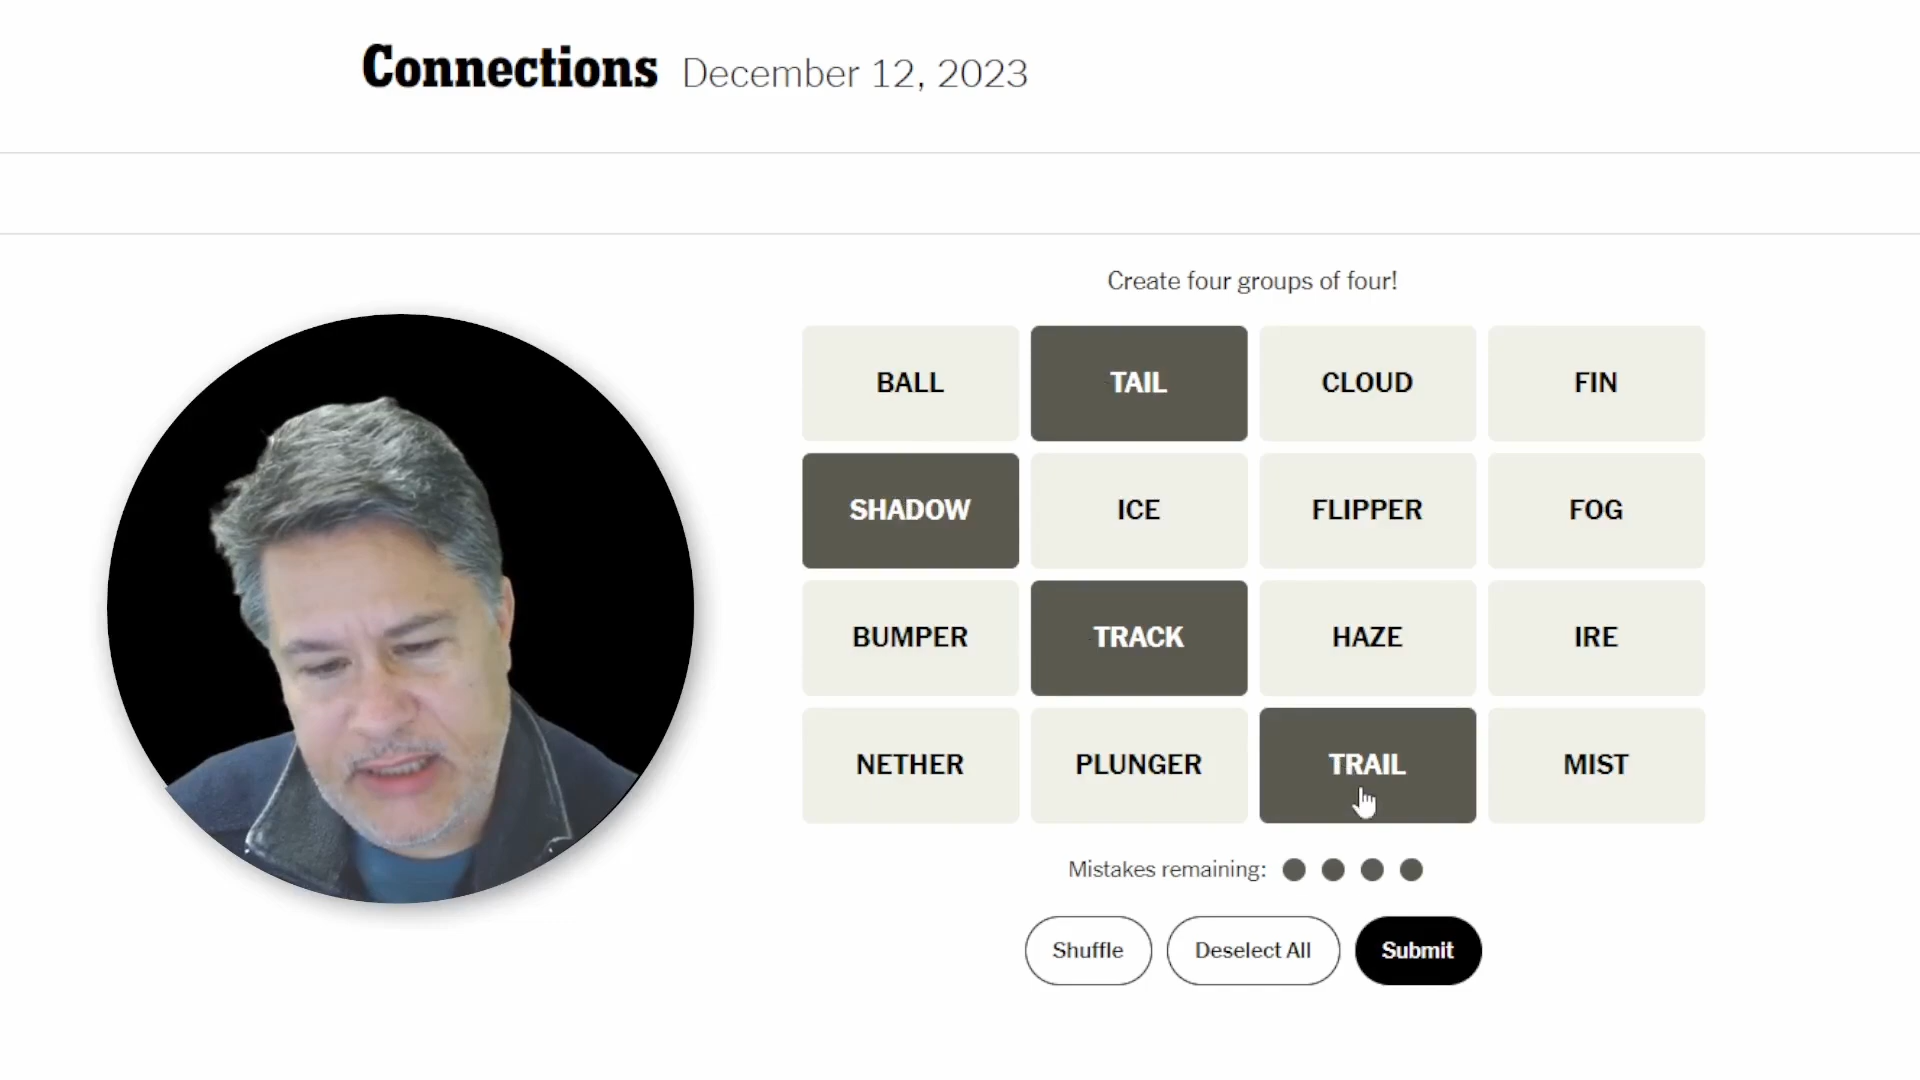 Connections December 12, 2023
Create four groups of four!
BALL TAIL CLOUD FIN
SHADOW ICE FLIPPER FOG
BUMPER TRACK HAZE IRE
NETHER PLUNGER TRAIL MIST
Mistakes remaining:
Shuffle Deselect All Submit